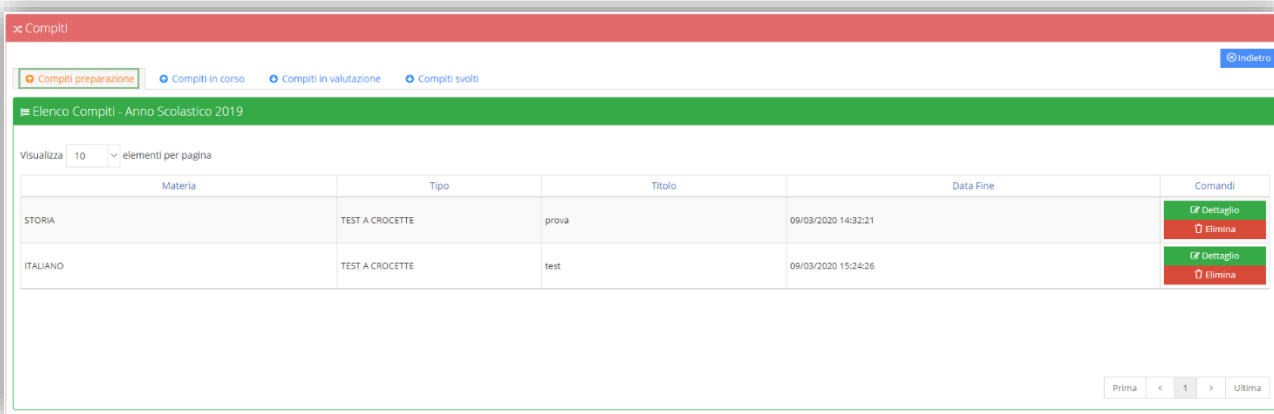 Compiti
Indietro
Compiti preparazione Compiti in corso Compiti in valutazione Compiti svolti
Elenco Compiti - Anno Scolastico 2019
Visualizza 10 elementi per pagina
Materia Tipo Titolo Data Fine Comandi
STORIA TEST A CROCETTE prova 09/03/2020 14:32:21 Dettaglio
Elimina
ITALIANO TEST A CROCETTE test 09/03/2020 15:24:26 Dettaglio
Elimina
Prima < 1 > Ultima